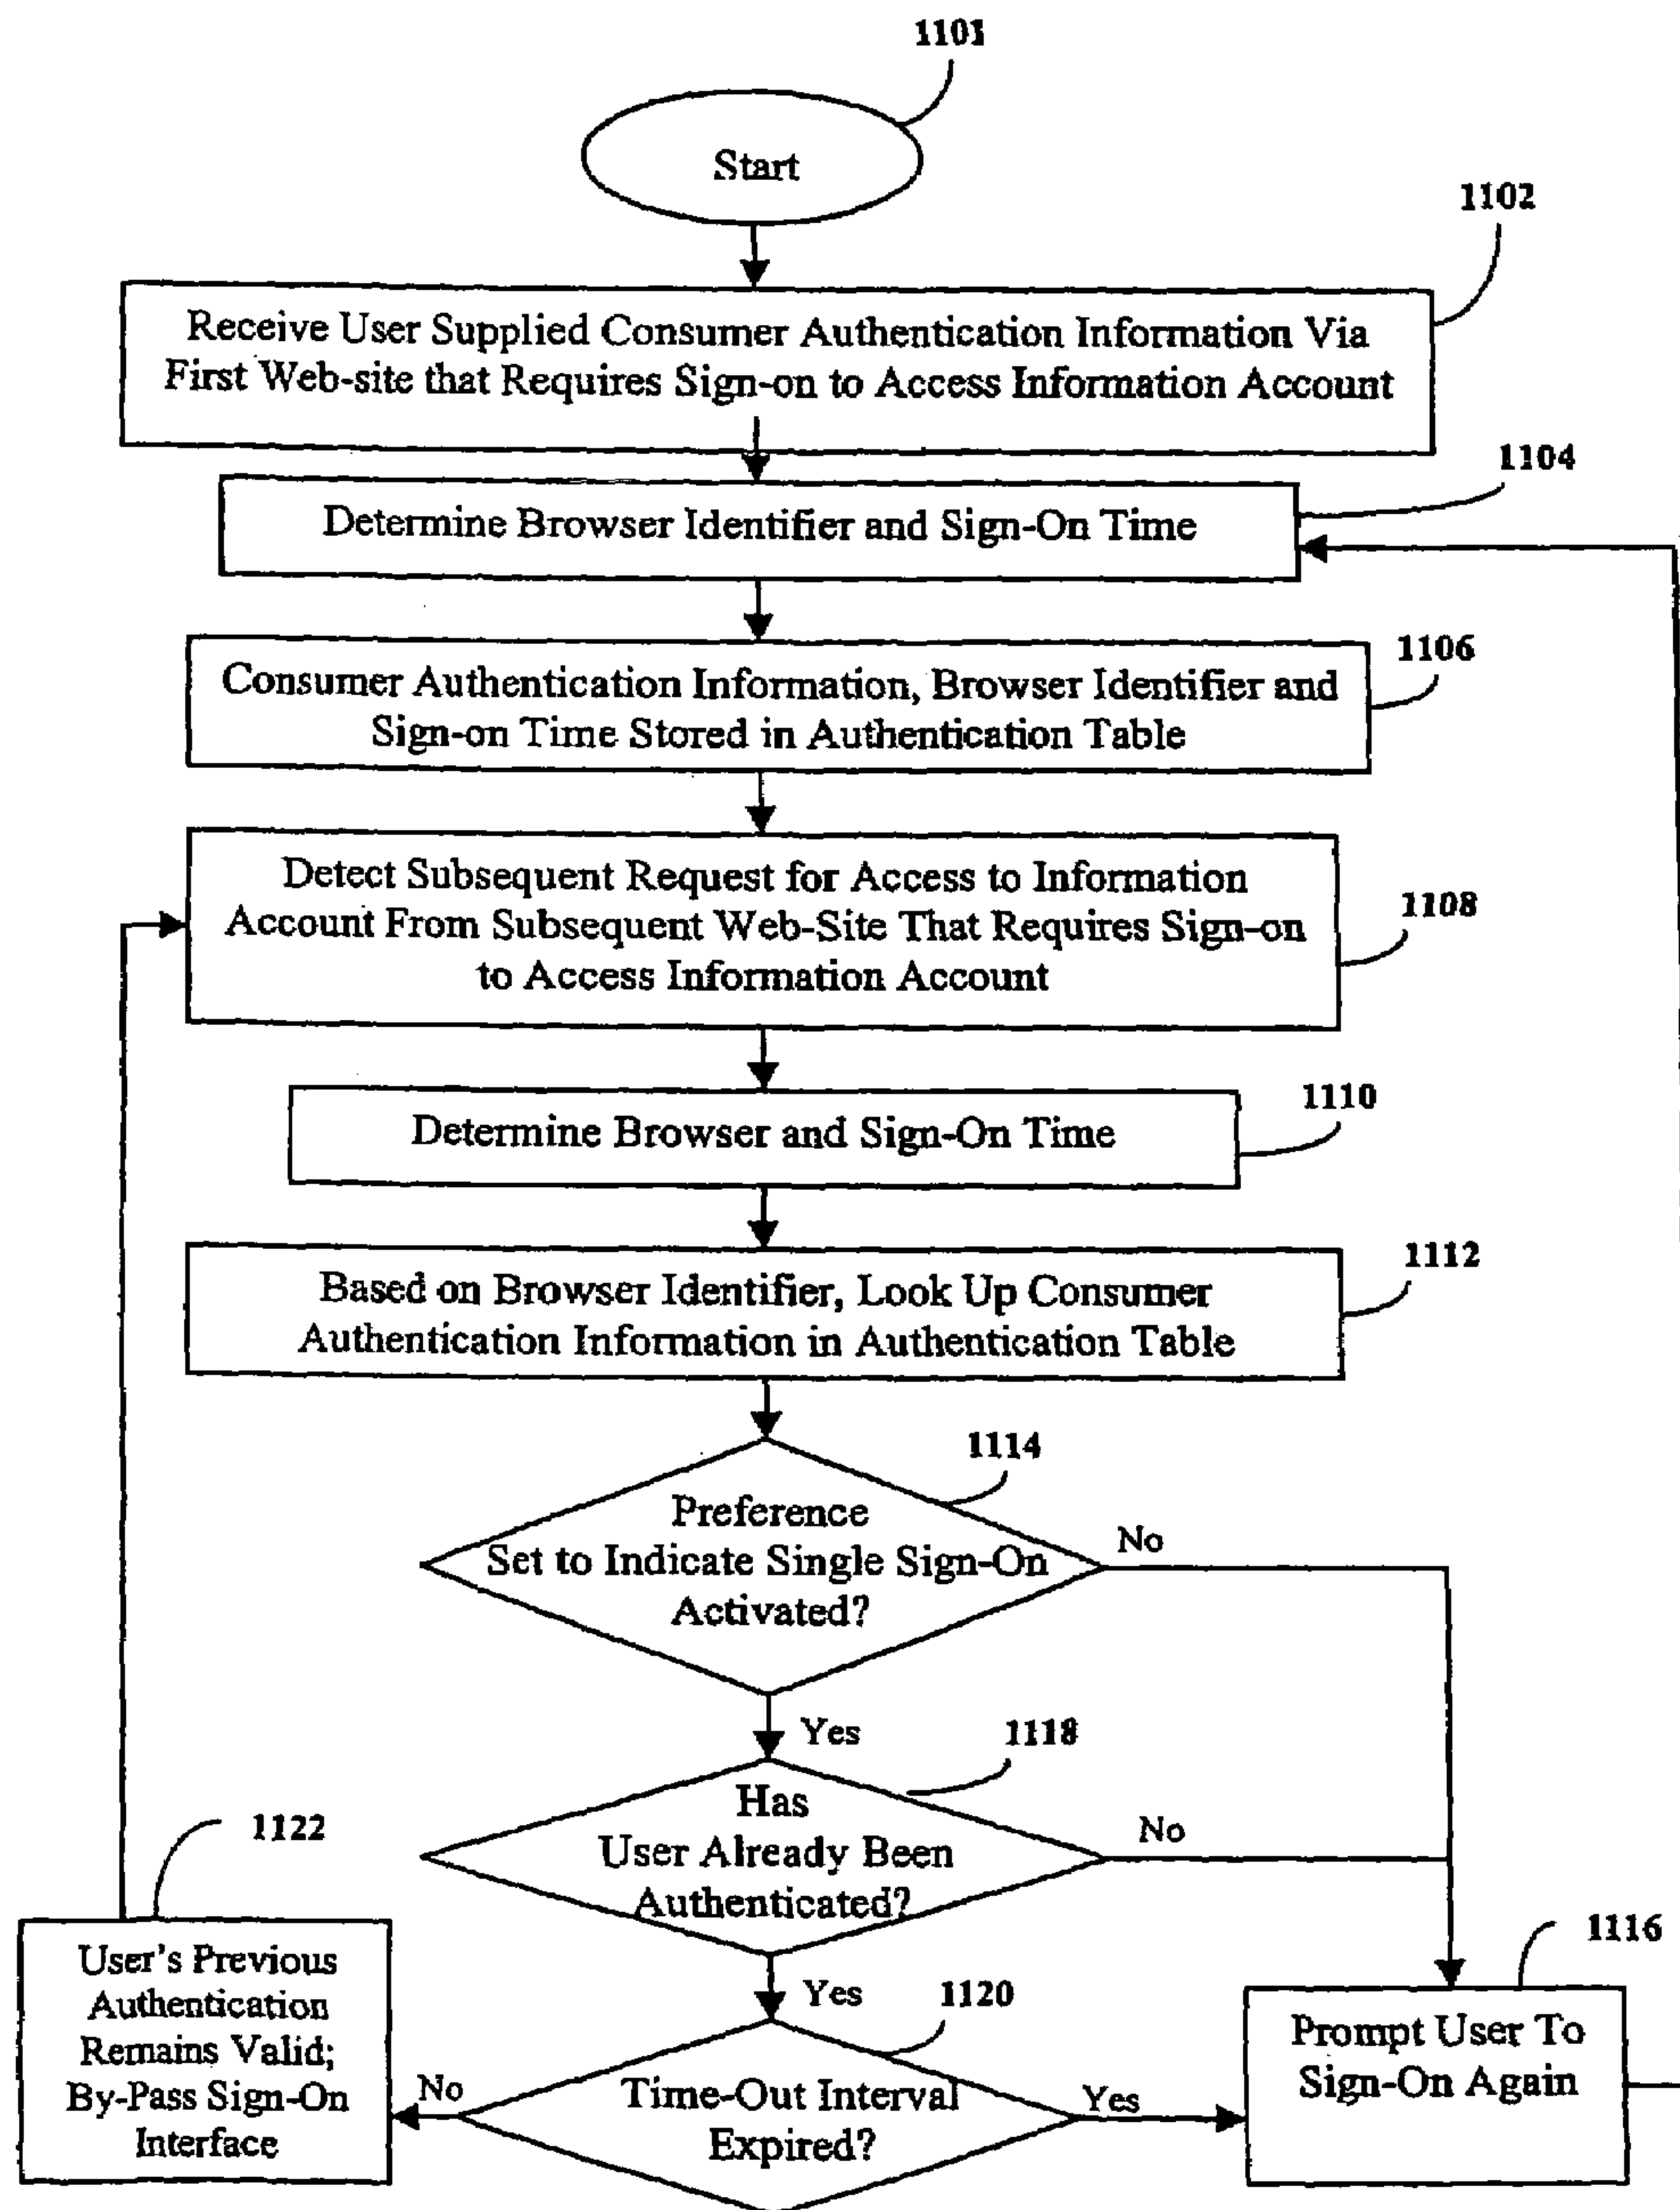 1101
Start
1102
Receive User Supplied Consumer Authentication Information Via
First Web-site that Requires Sign-on to Access Information Account
1104
Determine Browser Identifier and Sign-On Time
1106
Consumer Authentication Information, Browser Identifier and
Sign-on Time Stored in Authentication Table
Detect Subsequent Request for Access to Information
Account From Subsequent Web-Site That Requires Sign-on
to Access Information Account
1108
1110
Determine Browser and Sign-On Time
1112
Based on Browser Identifier, Look Up Consumer
Authentication Information in Authentication Table
1114
Preference
Set to Indicate Single Sign-On
Activated?
No
Yes
1118
Has
User Already Been
Authenticated?
No
1122
User's Previous
Authentication
Remains Valid;
By-Pass Sign-On
Interface
Yes
1120
Time-Out Interval
Expired?
No
Yes
1116
Prompt User To
Sign-On Again